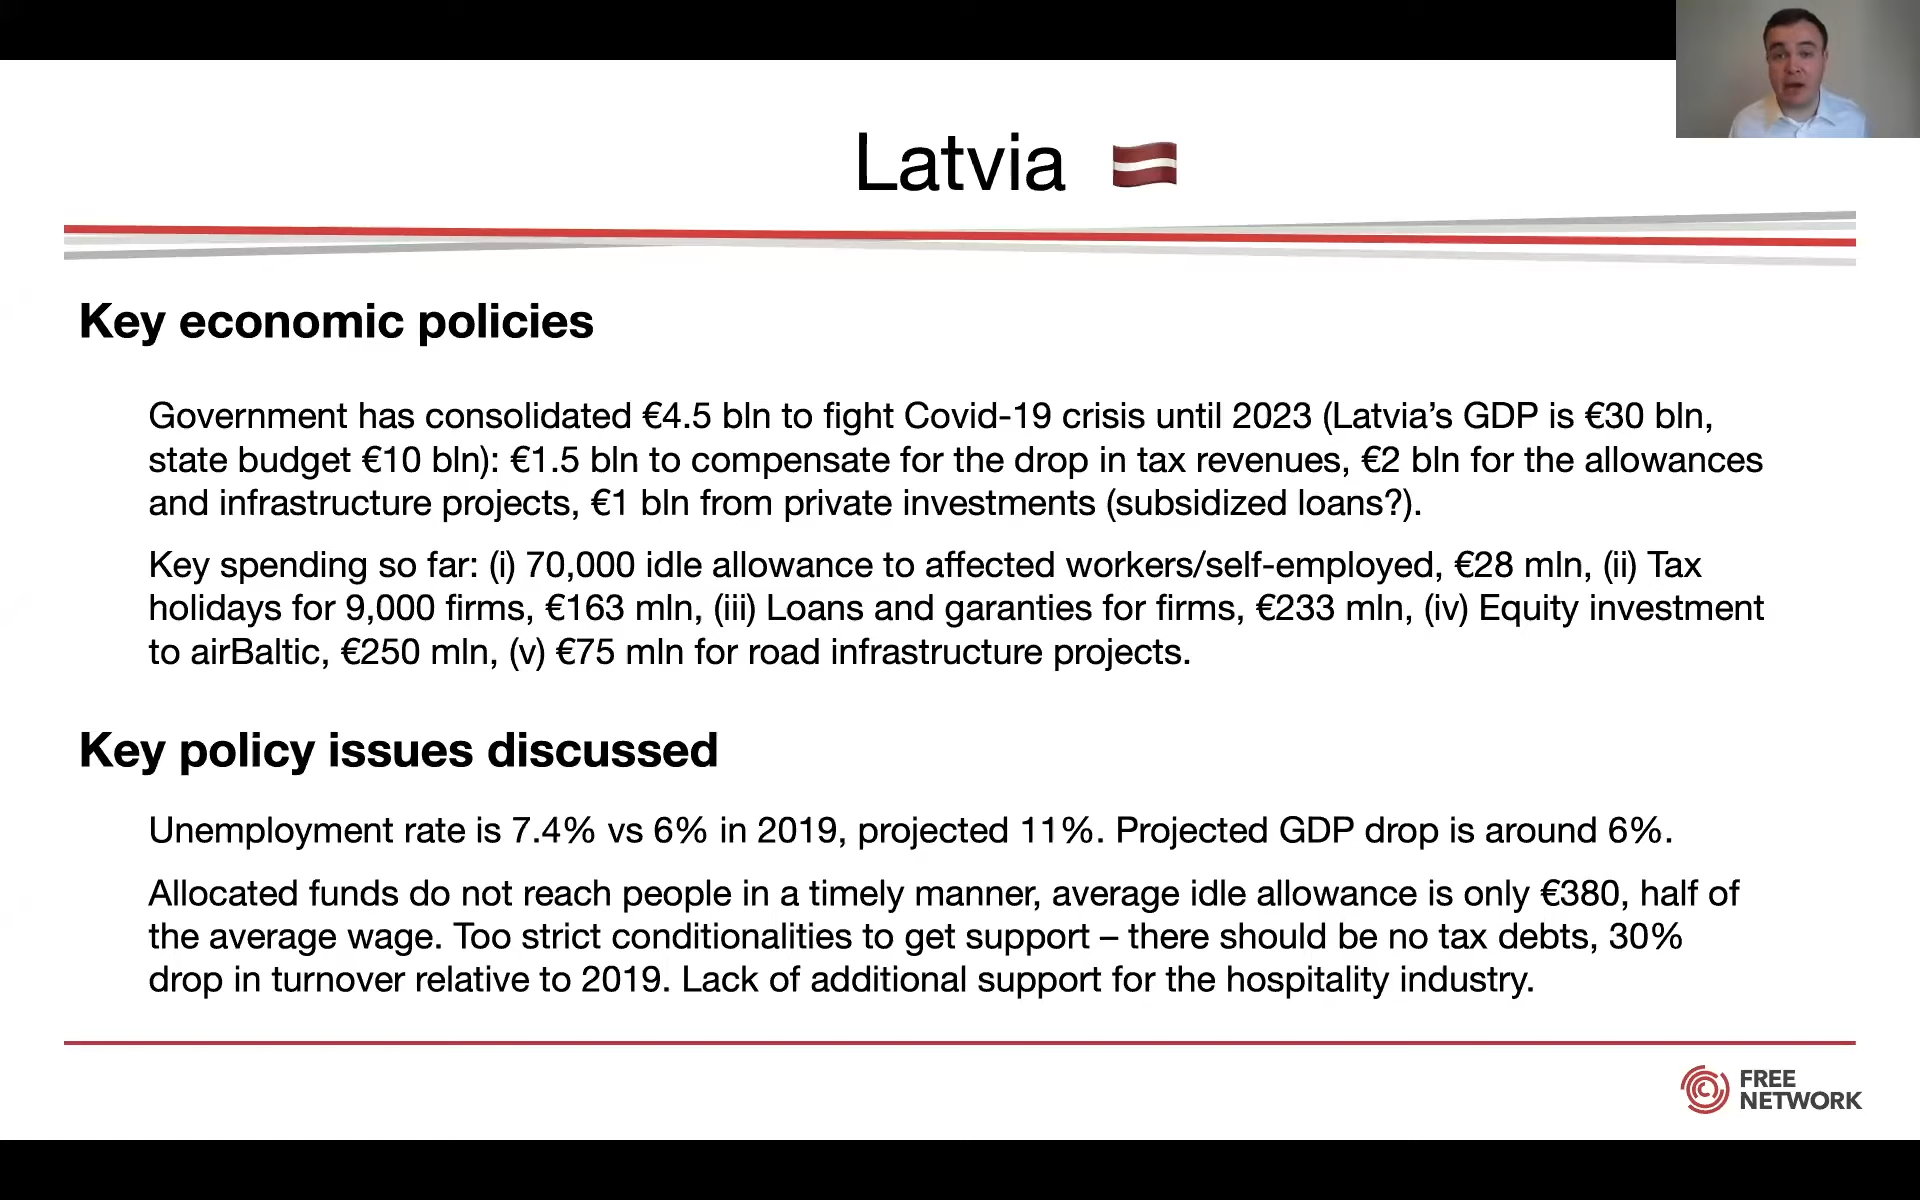 Latvia
Key economic policies
Government has consolidated €4.5 bln to fight Covid-19 crisis until 2023 (Latvia’s GDP is €30 bln,
state budget €10 bln): €1.5 bln to compensate for the drop in tax revenues, €2 bln for the allowances
and infrastructure projects, €1 bln from private investments (subsidized loans?).
Key spending so far: (i) 70,000 idle allowance to affected workers/self-employed, €28 mln, (ii) Tax
holidays for 9,000 firms, €163 mln, (iii) Loans and garanties for firms, €233 mln, (iv) Equity investment
to airBaltic, €250 mln, (v) €75 mln for road infrastructure projects.
Key policy issues discussed
Unemployment rate is 7.4% vs 6% in 2019, projected 11%. Projected GDP drop is around 6%.
Allocated funds do not reach people in a timely manner, average idle allowance is only €380, half of
the average wage. Too strict conditionalities to get support – there should be no tax debts, 30%
drop in turnover relative to 2019. Lack of additional support for the hospitality industry.
FREE
NETWORK